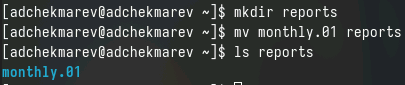 [adchekmarev@adchekmarev ~]$ mkdir reports
[adchekmarev@adchekmarev ~]$ mv monthly.01 reports
[adchekmarev@adchekmarev ~]$ ls reports
monthly.01